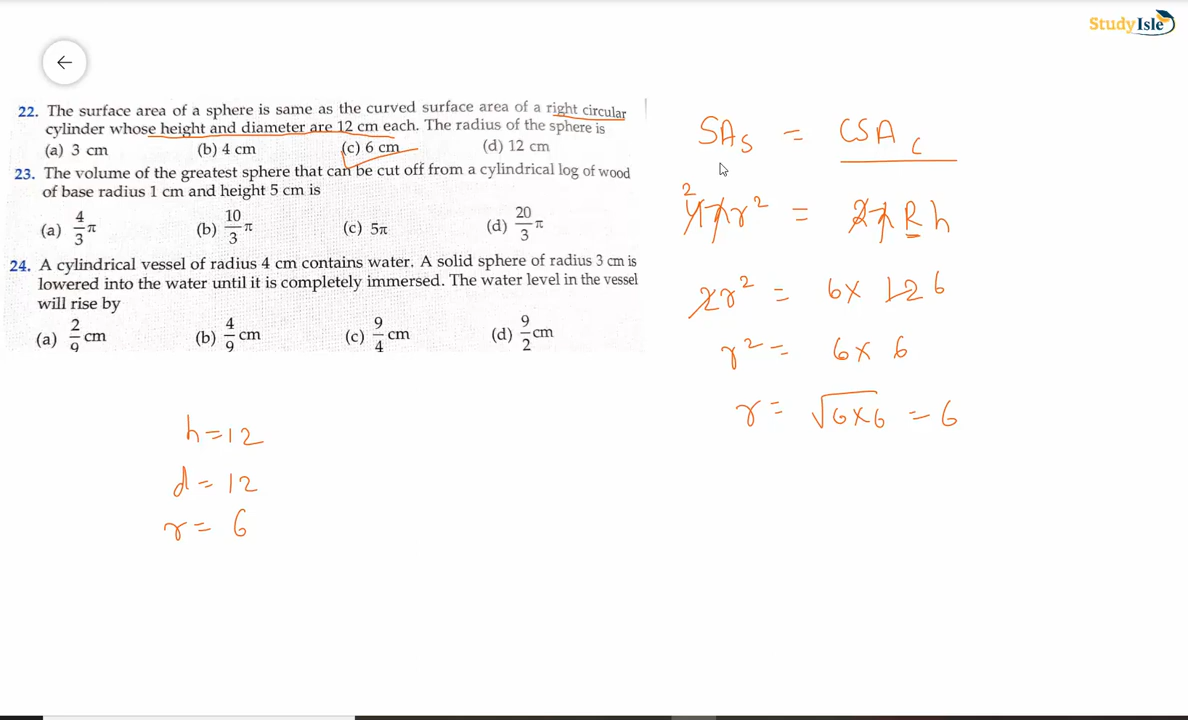 StudyIsle
22. The surface area of a sphere is same as the curved surface area of a right circular
cylinder whose height and diameter are 12 cm each. The radius of the sphere is
(a) 3 cm (b) 4 cm (c) 6 cm (d) 12 cm
23. The volume of the greatest sphere that can be cut off from a cylindrical log of wood
of base radius 1 cm and height 5 cm is
(a) 4/3 π (b) 10/3 π (c) 5π (d) 20/3 π
24. A cylindrical vessel of radius 4 cm contains water. A solid sphere of radius 3 cm is
lowered into the water until it is completely immersed. The water level in the vessel
will rise by
(a) 2/9 cm (b) 4/9 cm (c) 9/4 cm (d) 9/2 cm
h = 12
d = 12
r = 6
SA_S = CSA_C
2 4πr² = 2πRh
2r² = 6 × 12 6
r² = 6 × 6
r = √6×6 = 6